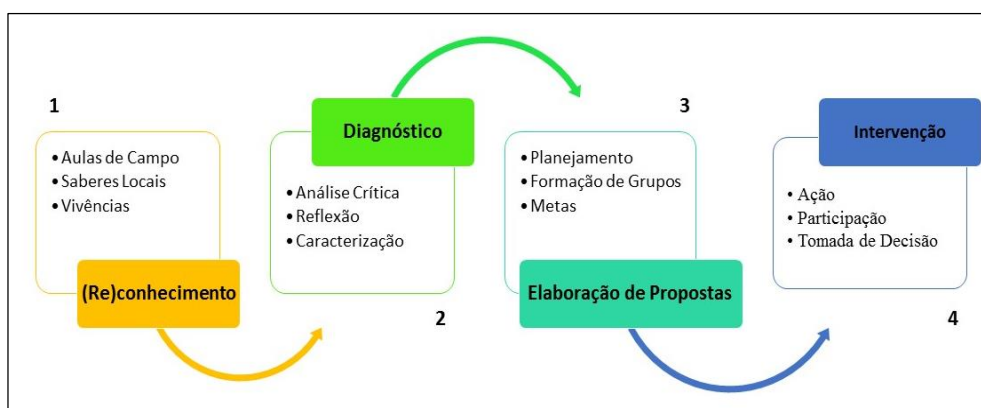 1
• Aulas de Campo
• Saberes Locais
• Vivências
(Re)conhecimento
Diagnóstico
• Análise Crítica
• Reflexão
• Caracterização
2
3
• Planejamento
• Formação de Grupos
• Metas
Elaboração de Propostas
Intervenção
• Ação
• Participação
• Tomada de Decisão
4